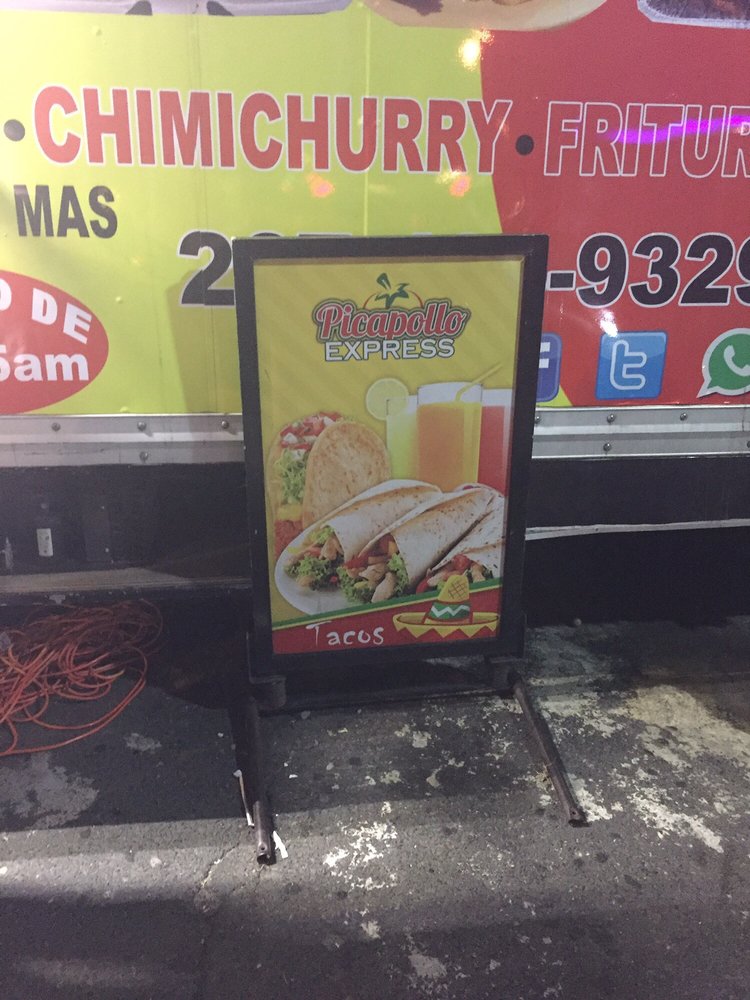 • CHIMICHURRY • FRITUR
MAS
-9329
O DE
5am
Picapollo
EXPRESS
Tacos